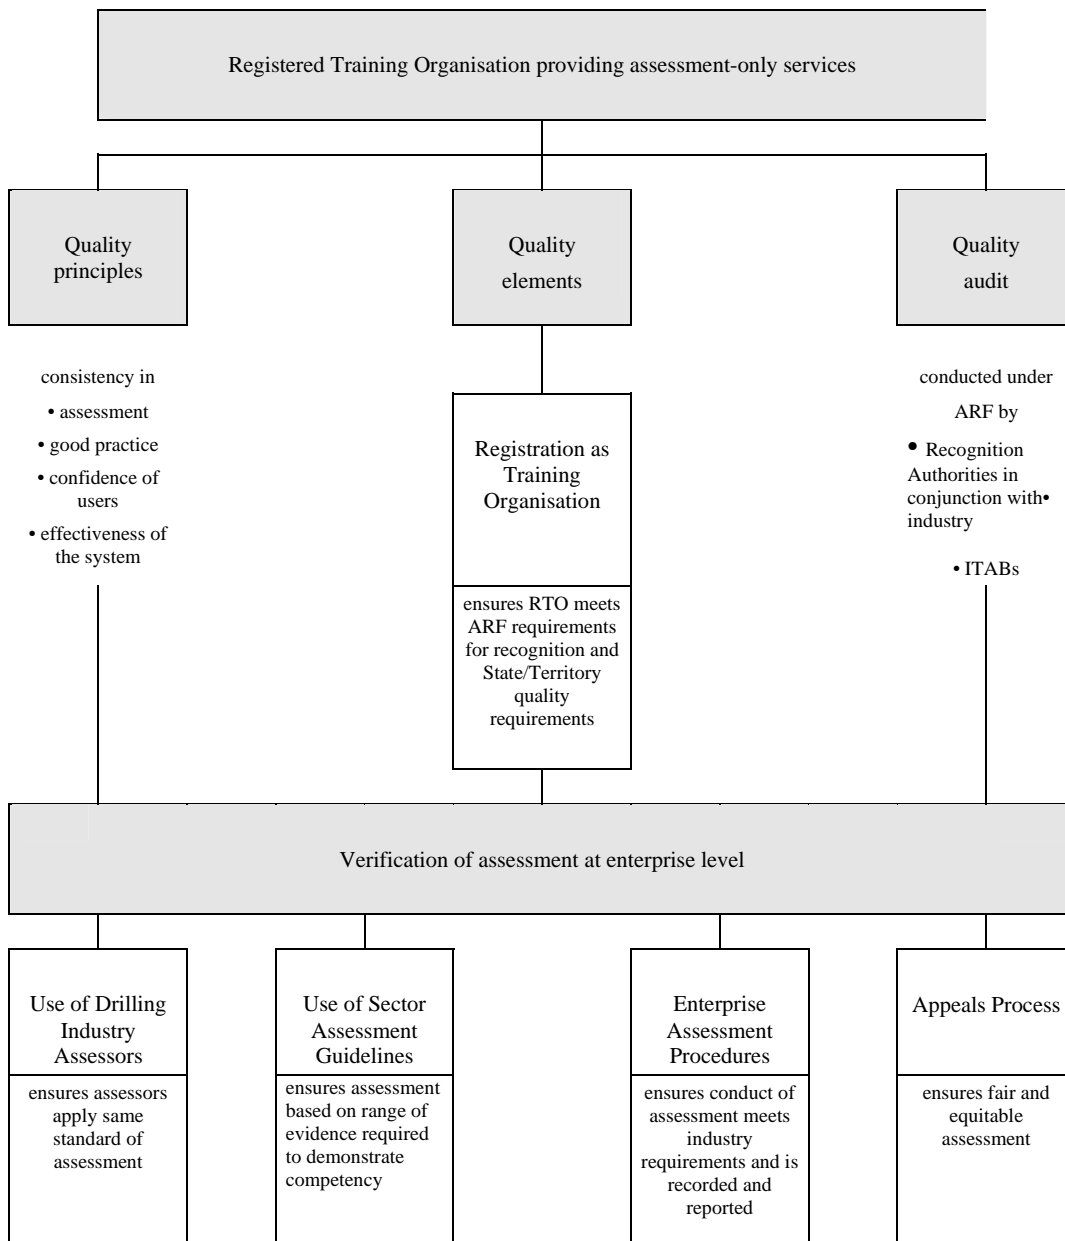 Registered Training Organisation providing assessment-only services
Quality
principles
Quality
elements
Quality
audit
consistency in
• assessment
• good practice
• confidence of
users
• effectiveness of
the system
Registration as
Training
Organisation
ensures RTO meets
ARF requirements
for recognition and
State/Territory
quality
requirements
conducted under
ARF by
• Recognition
Authorities in
conjunction with•
industry
• ITABs
Verification of assessment at enterprise level
Use of Drilling
Industry
Assessors
ensures assessors
apply same
standard of
assessment
Use of Sector
Assessment
Guidelines
ensures assessment
based on range of
evidence required
to demonstrate
competency
Enterprise
Assessment
Procedures
ensures conduct of
assessment meets
industry
requirements and is
recorded and
reported
Appeals Process
ensures fair and
equitable
assessment